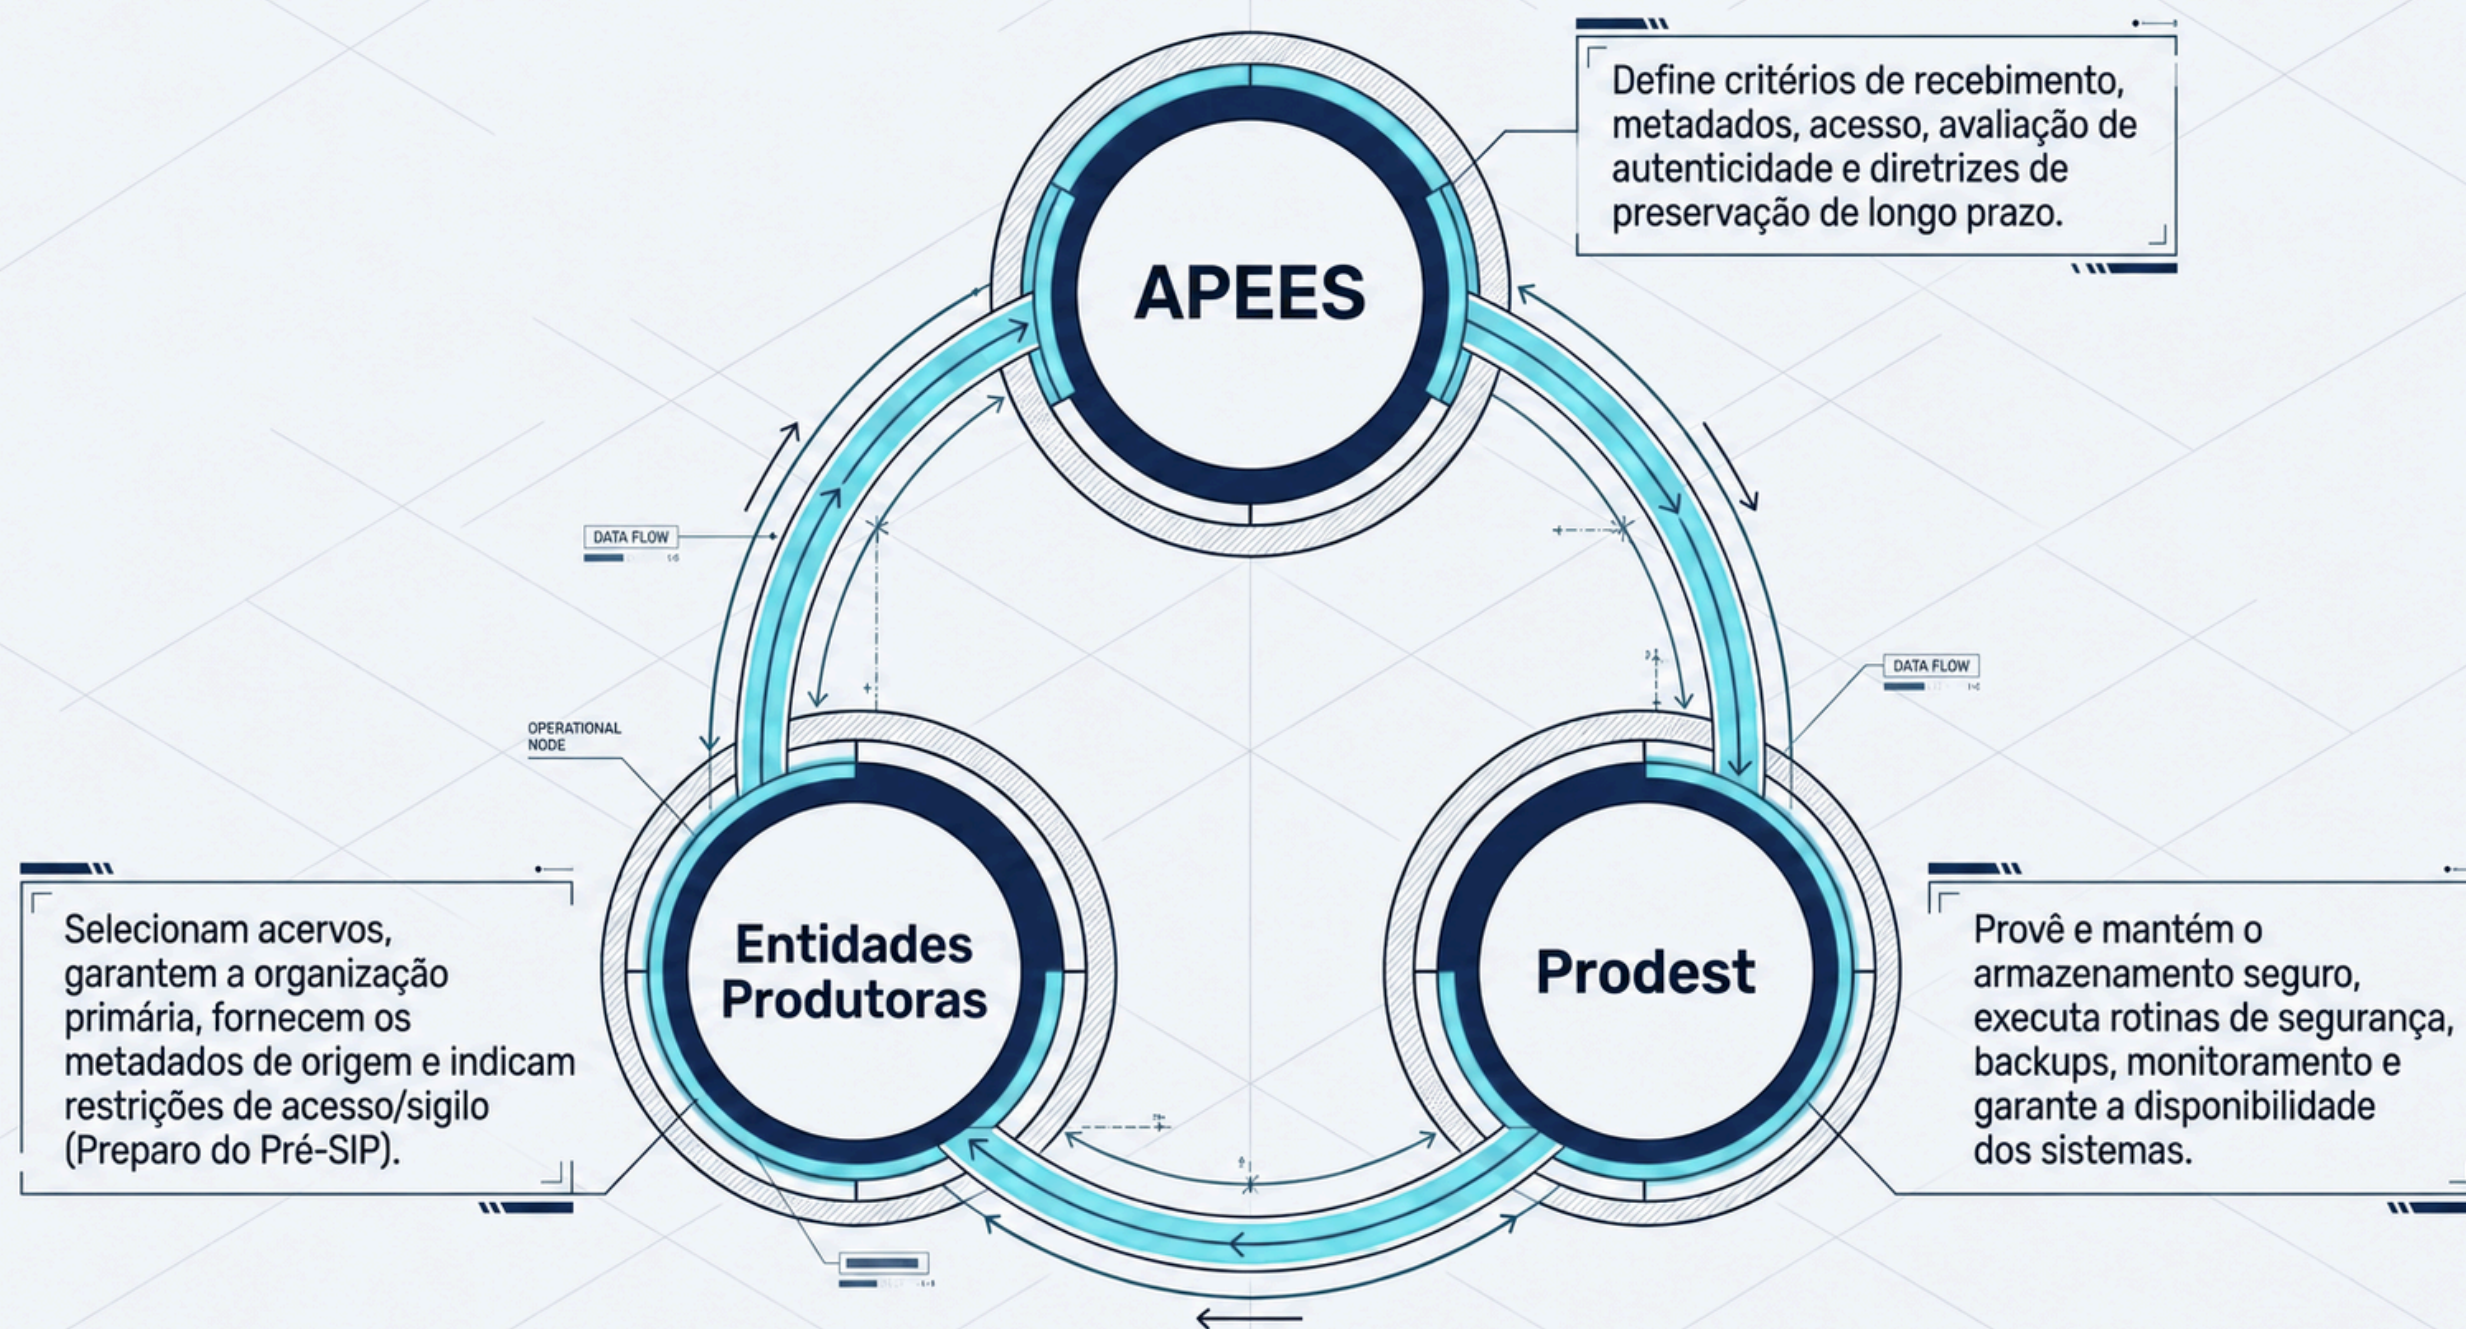 Define critérios de recebimento,
metadados, acesso, avaliação de
autenticidade e diretrizes de
preservação de longo prazo.
APEES
DATA FLOW
DATA FLOW
OPERATIONAL
NODE
Selecionam acervos,
garantem a organização
primária, fornecem os
metadados de origem e indicam
restrições de acesso/sigilo
(Preparo do Pré-SIP).
Entidades
Produtoras
Prodest
Provê e mantém o
armazenamento seguro,
executa rotinas de segurança,
backups, monitoramento e
garante a disponibilidade
dos sistemas.